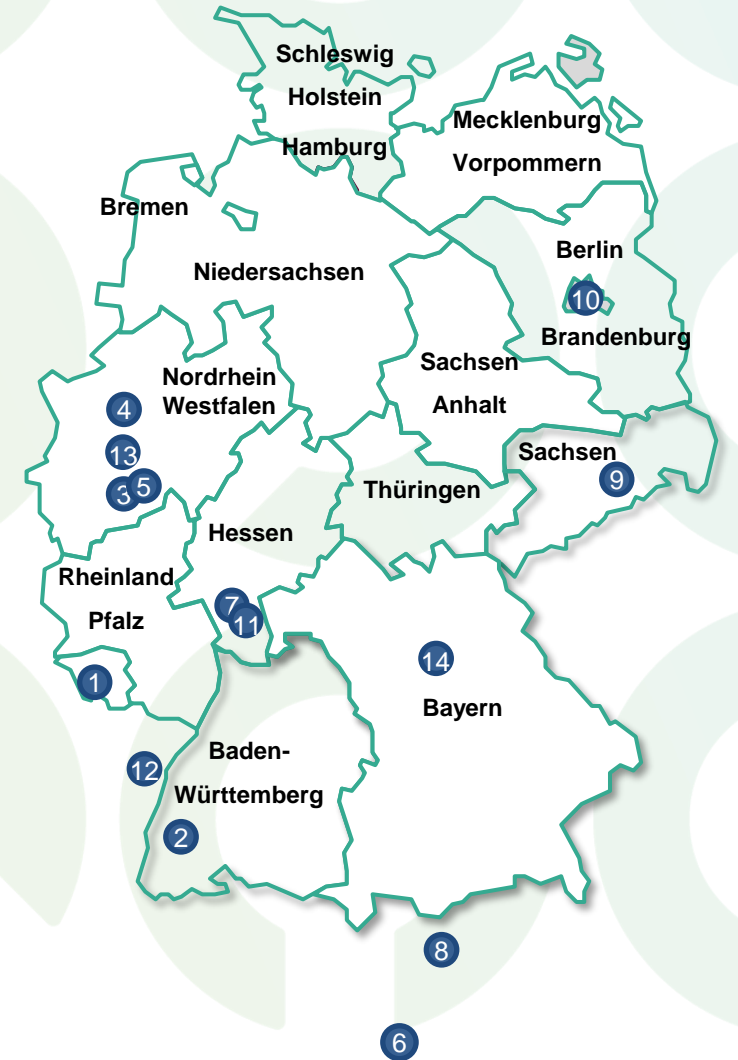 Schleswig
Holstein
Hamburg
Mecklenburg
Vorpommern
Bremen
Niedersachsen
Berlin
10
Brandenburg
Sachsen
Anhalt
Nordrhein
Westfalen
4
13
3
5
Sachsen
9
Thüringen
Hessen
Rheinland
Pfalz
7
11
1
14
Bayern
Baden-
Württemberg
12
2
8
6